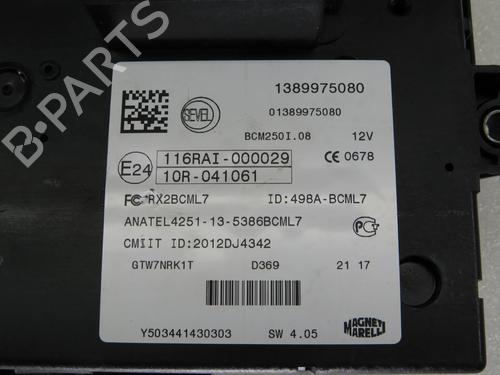 B-PARTS
1389975080
SEVEL
01389975080
BCM250I.08 12V
E24
116RAI-000029
10R-041061
CE 0678
FC RX2BCML7 ID:498A-BCML7
ANATEL4251-13-5386BCML7
CMIIT ID:2012DJ4342
GTW7NRK1T D369 21 17
Y503441430303 SW 4.05
MAGNETI
MARELLI